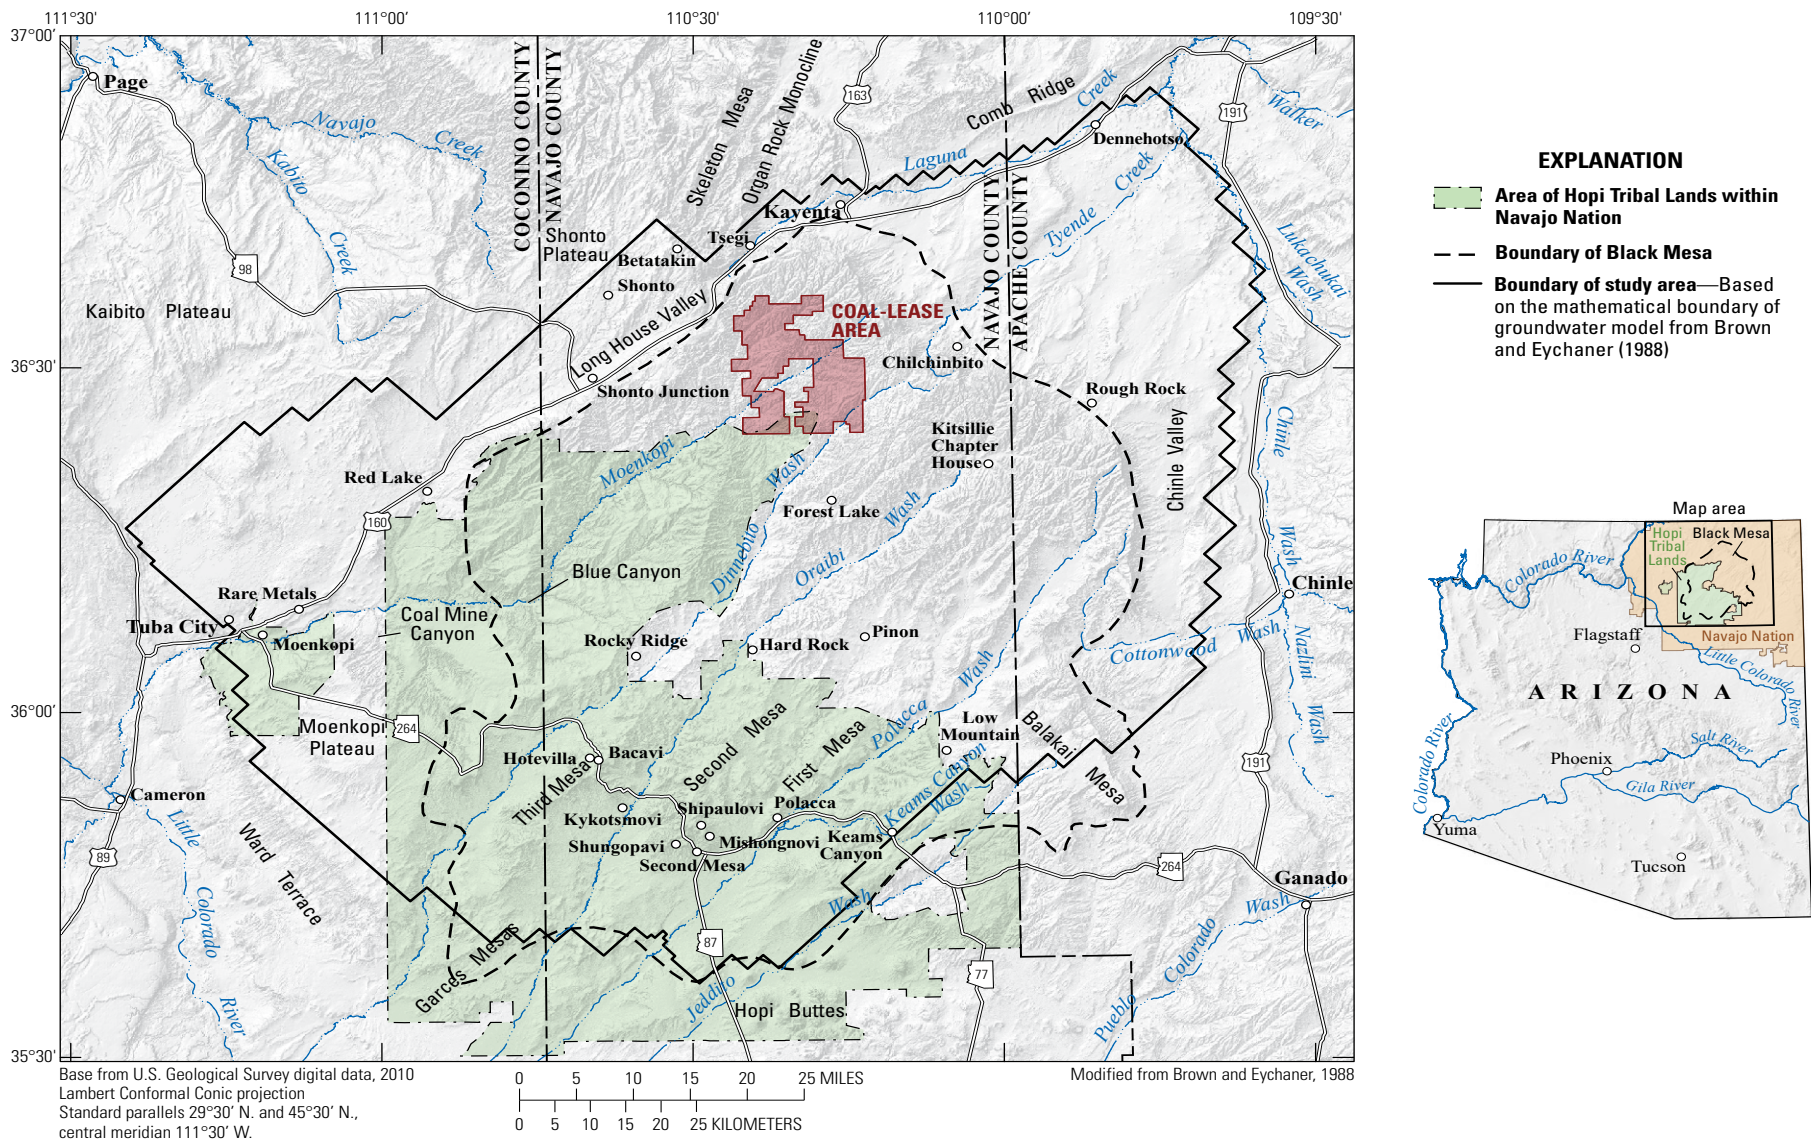 111°30′
111°00′
110°30′
110°00′
109°30′
37°00′
36°30′
36°00′
35°30′
Page
Navajo
Creek
Kabito
Creek
98
Kaibito Plateau
COCONINO COUNTY
NAVAJO COUNTY
Shonto
Plateau
Skeleton Mesa
Organ Rock Monocline
163
Comb Ridge
Laguna
Creek
Dennehotso
191
Walker
Kayenta
Tsegi
Betatakin
Shonto
Long House Valley
Shonto Junction
COAL-LEASE
AREA
NAVAJO COUNTY
APACHE COUNTY
Tyende
Creek
Lukachukai
Wash
Chilchinbito
Rough Rock
Kitsillie
Chapter
House
Chinle Valley
Chinle
Wash
Red Lake
160
Moenkopi
Wash
Dinnebito
Forest Lake
Oraibi
Wash
Blue Canyon
Coal Mine
Canyon
Rare Metals
Tuba City
Moenkopi
Moenkopi
Plateau
264
Rocky Ridge
Hard Rock
Pinon
Cottonwood
Wash
Chinle
Nazlini
Wash
Wash
Polacca
Low
Mountain
Balakai
Mesa
Hotevilla
Bacavi
Third Mesa
Second Mesa
First Mesa
Kykotsmovi
Shipaulovi
Polacca
Shungopavi
Mishongnovi
Second Mesa
Keams
Canyon
Keams Canyon
Wash
191
264
Ganado
Cameron
Little
Colorado
River
89
Ward Terrace
Garces Mesas
87
Jeddito
Wash
Hopi Buttes
77
Pueblo
Colorado
Wash
Base from U.S. Geological Survey digital data, 2010
Lambert Conformal Conic projection
Standard parallels 29°30′ N. and 45°30′ N.,
central meridian 111°30′ W.
0 5 10 15 20 25 MILES
0 5 10 15 20 25 KILOMETERS
Modified from Brown and Eychaner, 1988
EXPLANATION
Area of Hopi Tribal Lands within
Navajo Nation
Boundary of Black Mesa
Boundary of study area—Based
on the mathematical boundary of
groundwater model from Brown
and Eychaner (1988)
Map area
Hopi
Tribal
Lands
Black Mesa
Colorado River
Flagstaff
Navajo Nation
Little Colorado
River
ARIZONA
Colorado River
Phoenix
Salt River
Gila River
Yuma
Tucson